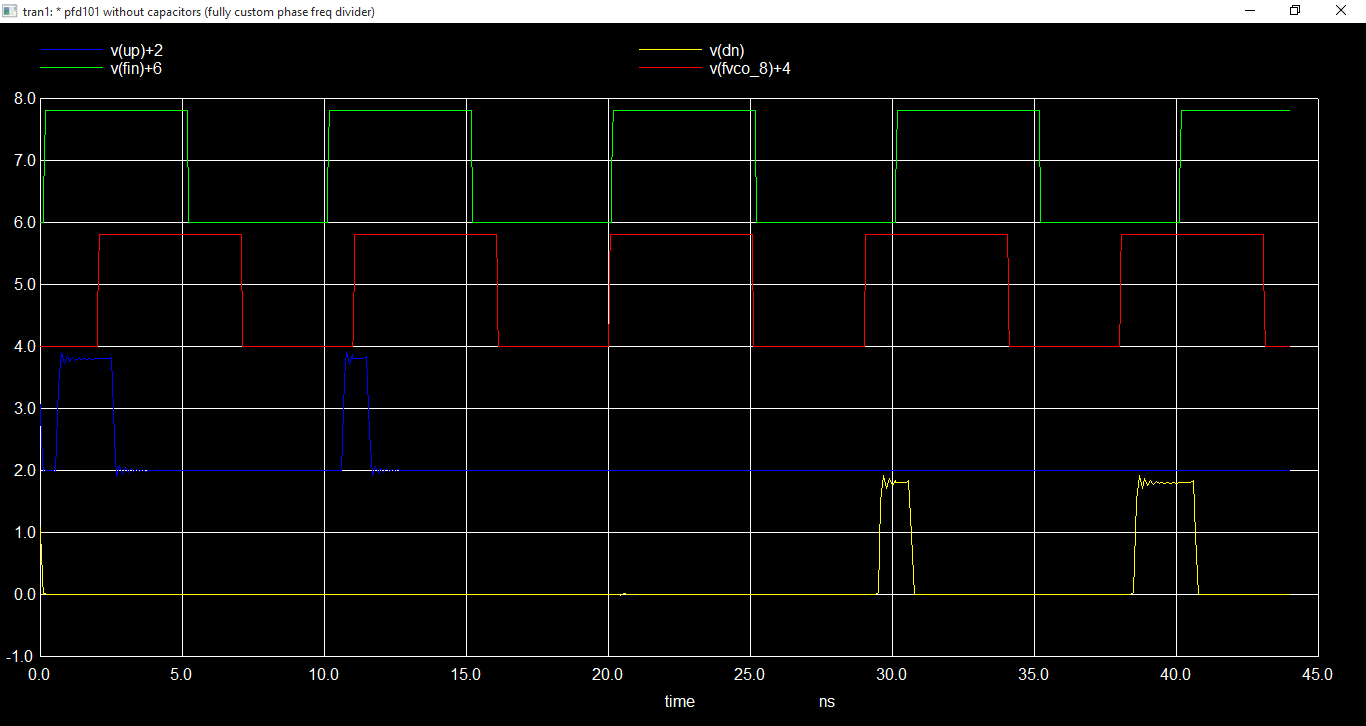 tran1: * pfd101 without capacitors (fully custom phase freq divider)
v(up)+2 v(dn)
v(fin)+6 v(fvco_8)+4
8.0
7.0
6.0
5.0
4.0
3.0
2.0
1.0
0.0
-1.0
0.0 5.0 10.0 15.0 20.0 25.0 30.0 35.0 40.0 45.0
time ns